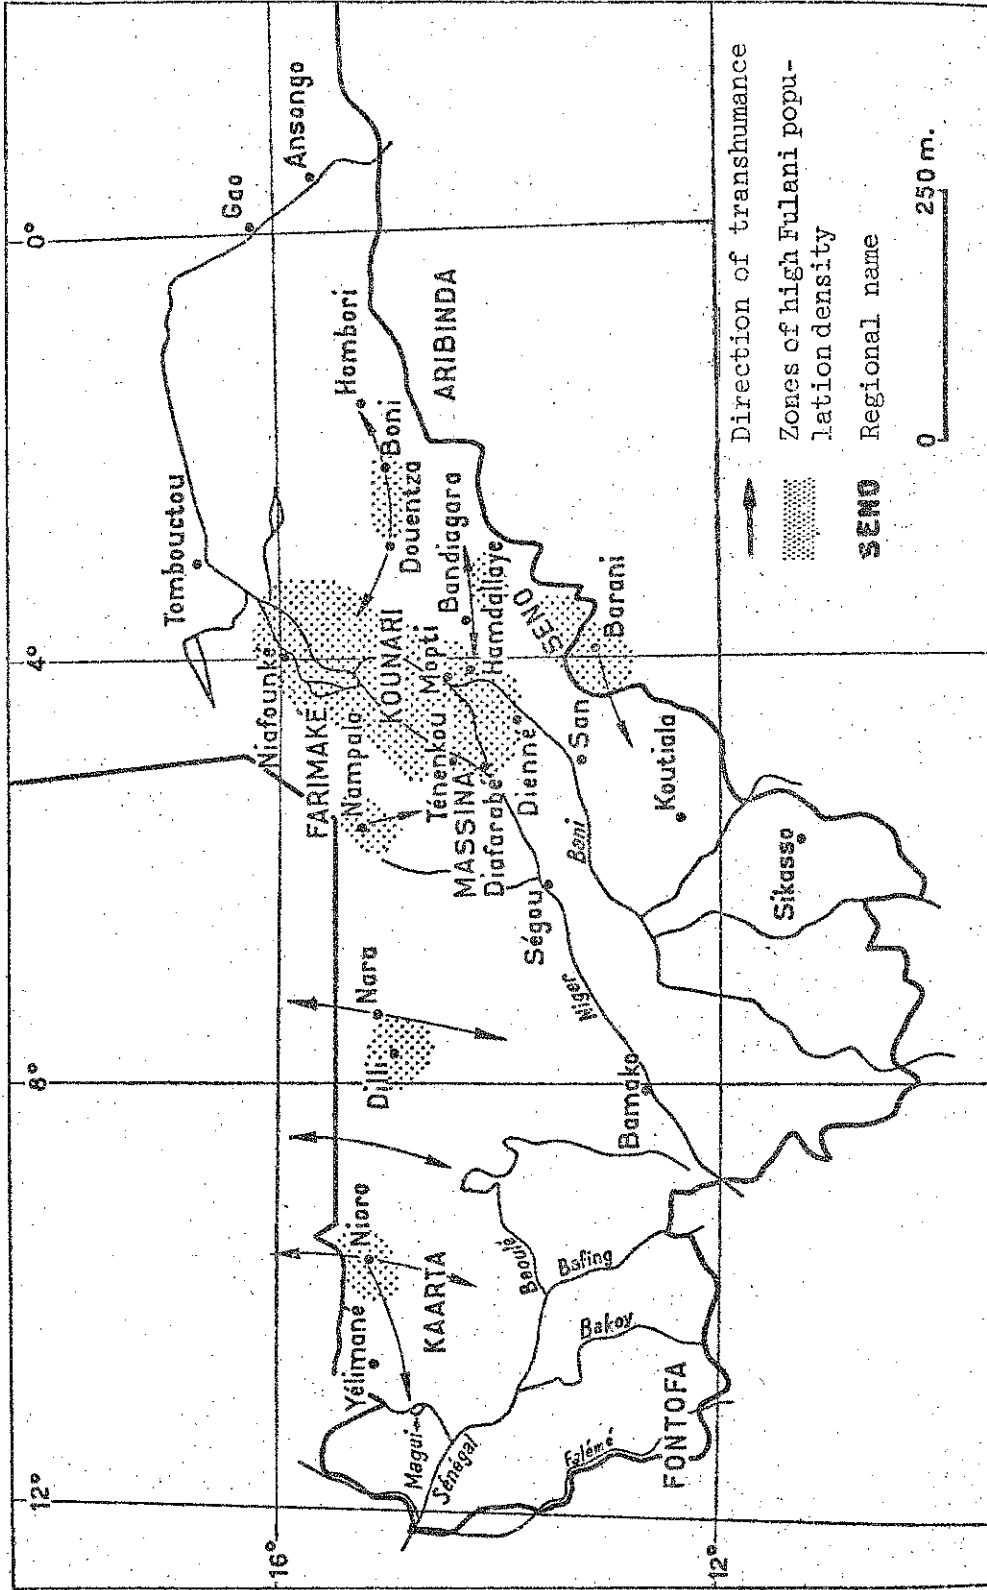 12°
8°
4°
0°
16°
12°
Tombouctou
Gao
Ansongo
Niafounké
FARIMAKÉ
Nampala
KOUNARI
Hombori
Boni
Douentza
Yélimané
Nioro
Nara
Dilli
Ténenkou
Mopti
Bandiagara
ARIBINDA
KAARTA
MASSINA
Diafarabé
Hamdallaye
Magui
Sénégal
Dienné
SENO
Ségou
Bani
San
Barani
Baoulé
Bafing
Niger
Koutiala
Bakoy
Bamako
Falémé
FONTOFA
Sikasso
Direction of transhumance
Zones of high Fulani popu-
lation density
SENO Regional name
0 250 m.